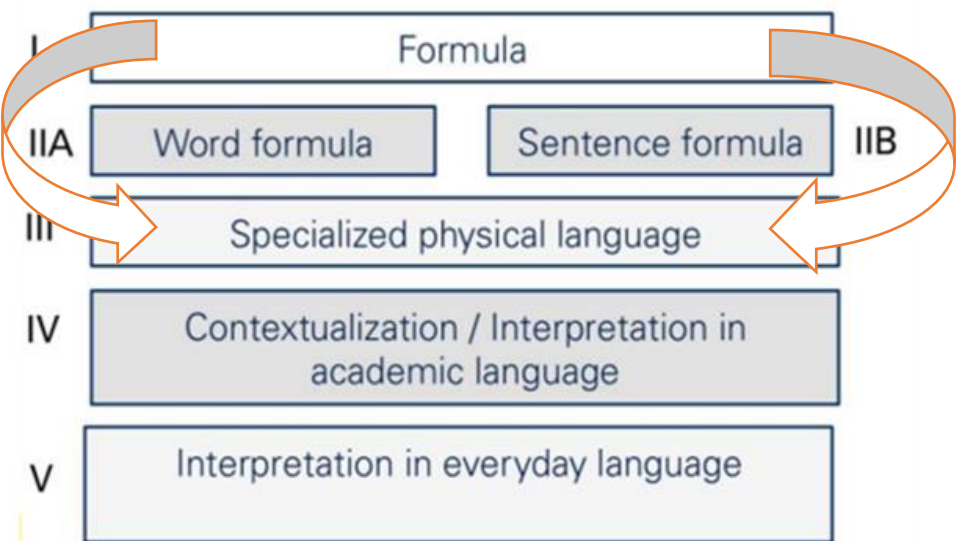 I Formula
IIA Word formula Sentence formula IIB
III Specialized physical language
IV Contextualization / Interpretation in
academic language
V Interpretation in everyday language